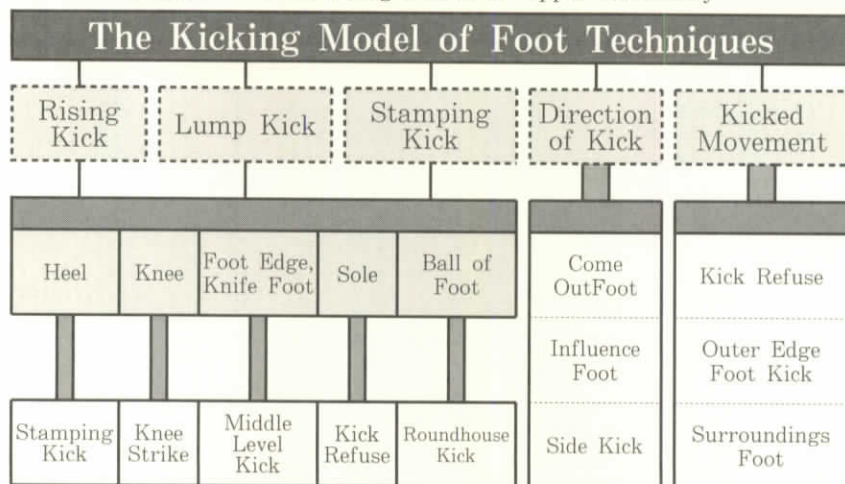 The Kicking Model of Foot Techniques
Rising
Kick
Lump Kick
Stamping
Kick
Direction
of Kick
Kicked
Movement
Heel
Knee
Foot Edge,
Knife Foot
Sole
Ball of
Foot
Come
OutFoot
Influence
Foot
Side Kick
Kick Refuse
Outer Edge
Foot Kick
Surroundings
Foot
Stamping
Kick
Knee
Strike
Middle
Level
Kick
Kick
Refuse
Roundhouse
Kick